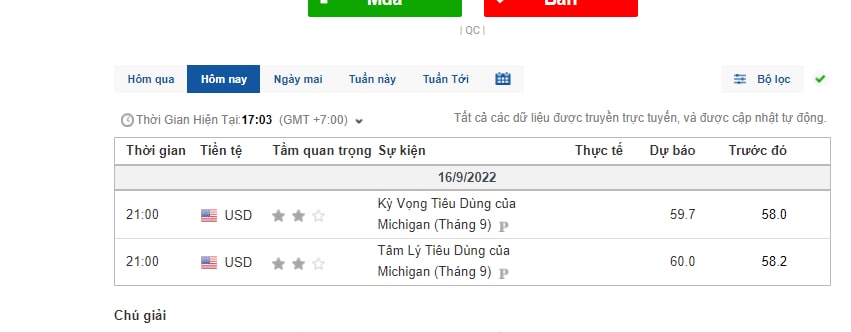 Mua Bán
| QC |
Hôm qua Hôm nay Ngày mai Tuần này Tuần Tới Bộ lọc
Thời Gian Hiện Tại:17:03 (GMT +7:00) Tất cả các dữ liệu được truyền trực tuyến, và được cập nhật tự động.
Thời gian Tiền tệ Tầm quan trọng Sự kiện Thực tế Dự báo Trước đó
16/9/2022
21:00 USD Kỳ Vọng Tiêu Dùng của 59.7 58.0
Michigan (Tháng 9) P
21:00 USD Tâm Lý Tiêu Dùng của 60.0 58.2
Michigan (Tháng 9) P
Chú giải